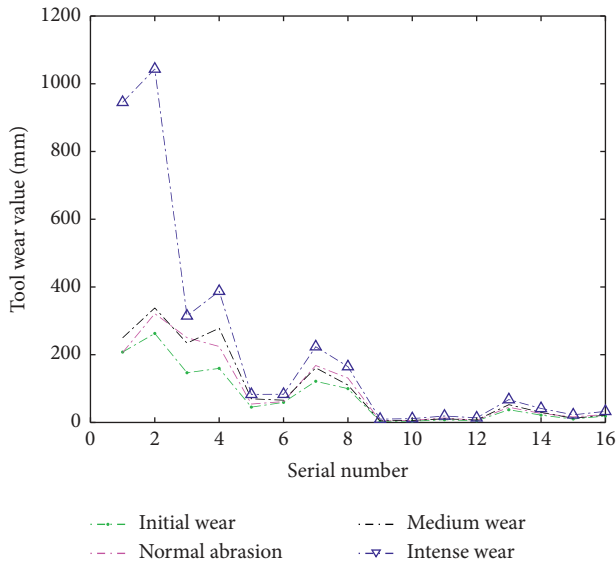 1200
1000
800
600
400
200
0
Tool wear value (mm)
0 2 4 6 8 10 12 14 16
Serial number
Initial wear
Normal abrasion
Medium wear
Intense wear